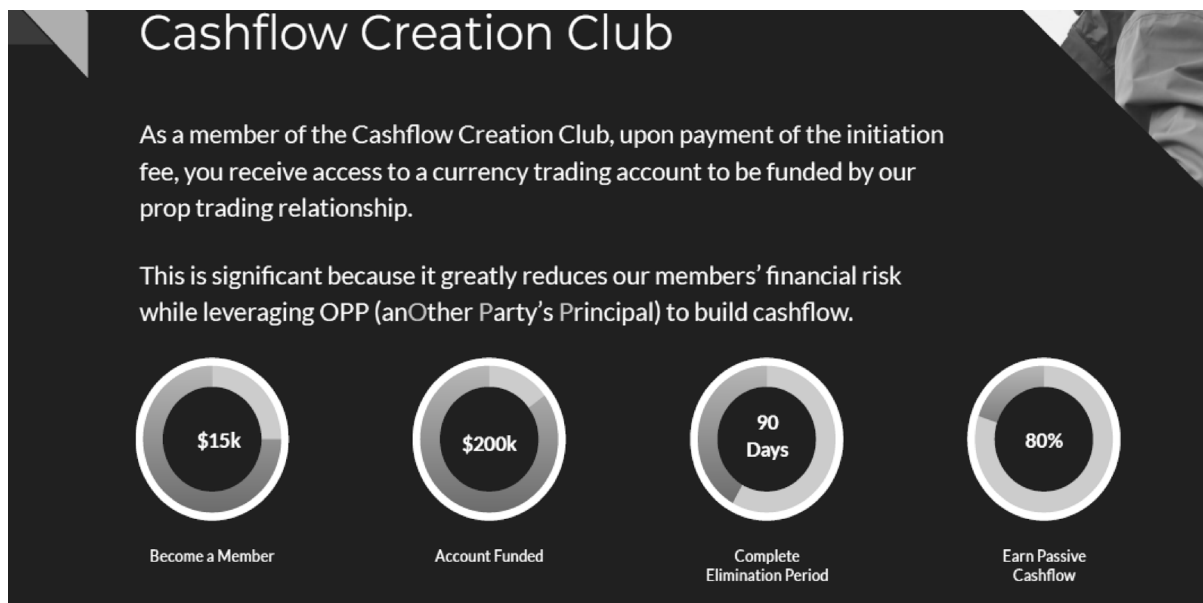 Cashflow Creation Club
As a member of the Cashflow Creation Club, upon payment of the initiation
fee, you receive access to a currency trading account to be funded by our
prop trading relationship.
This is significant because it greatly reduces our members' financial risk
while leveraging OPP (anOther Party's Principal) to build cashflow.
$15k
$200k
90
Days
80%
Become a Member
Account Funded
Complete
Elimination Period
Earn Passive
Cashflow